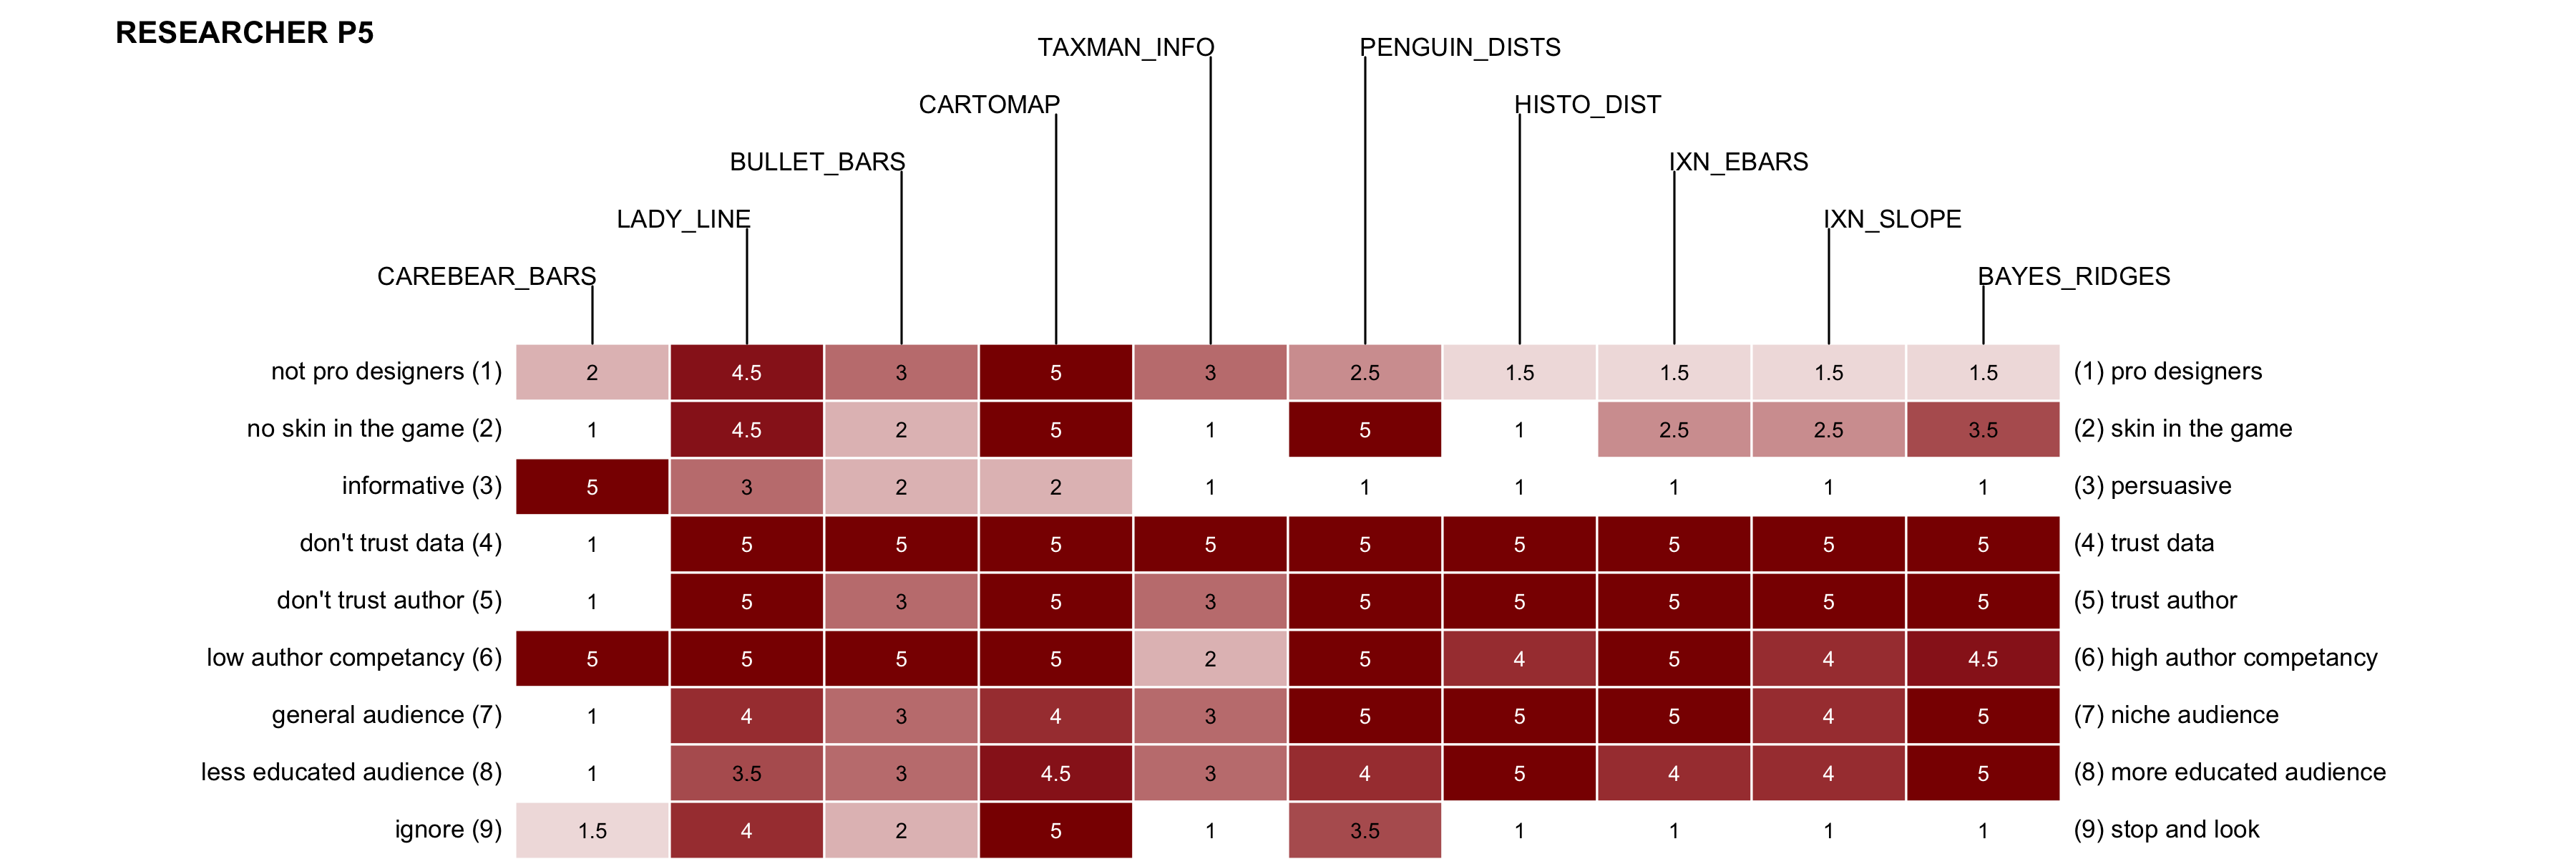 RESEARCHER P5
TAXMAN_INFO PENGUIN_DISTS
CARTOMAP HISTO_DIST
BULLET_BARS IXN_EBARS
LADY_LINE IXN_SLOPE
CAREBEAR_BARS BAYES_RIDGES
not pro designers (1) 2 4.5 3 5 3 2.5 1.5 1.5 1.5 1.5 (1) pro designers
no skin in the game (2) 1 4.5 2 5 1 5 1 2.5 2.5 3.5 (2) skin in the game
informative (3) 5 3 2 2 1 1 1 1 1 1 (3) persuasive
don't trust data (4) 1 5 5 5 5 5 5 5 5 5 (4) trust data
don't trust author (5) 1 5 3 5 3 5 5 5 5 5 (5) trust author
low author competancy (6) 5 5 5 5 2 5 4 5 4 4.5 (6) high author competancy
general audience (7) 1 4 3 4 3 5 5 5 4 5 (7) niche audience
less educated audience (8) 1 3.5 3 4.5 3 4 5 4 4 5 (8) more educated audience
ignore (9) 1.5 4 2 5 1 3.5 1 1 1 1 (9) stop and look